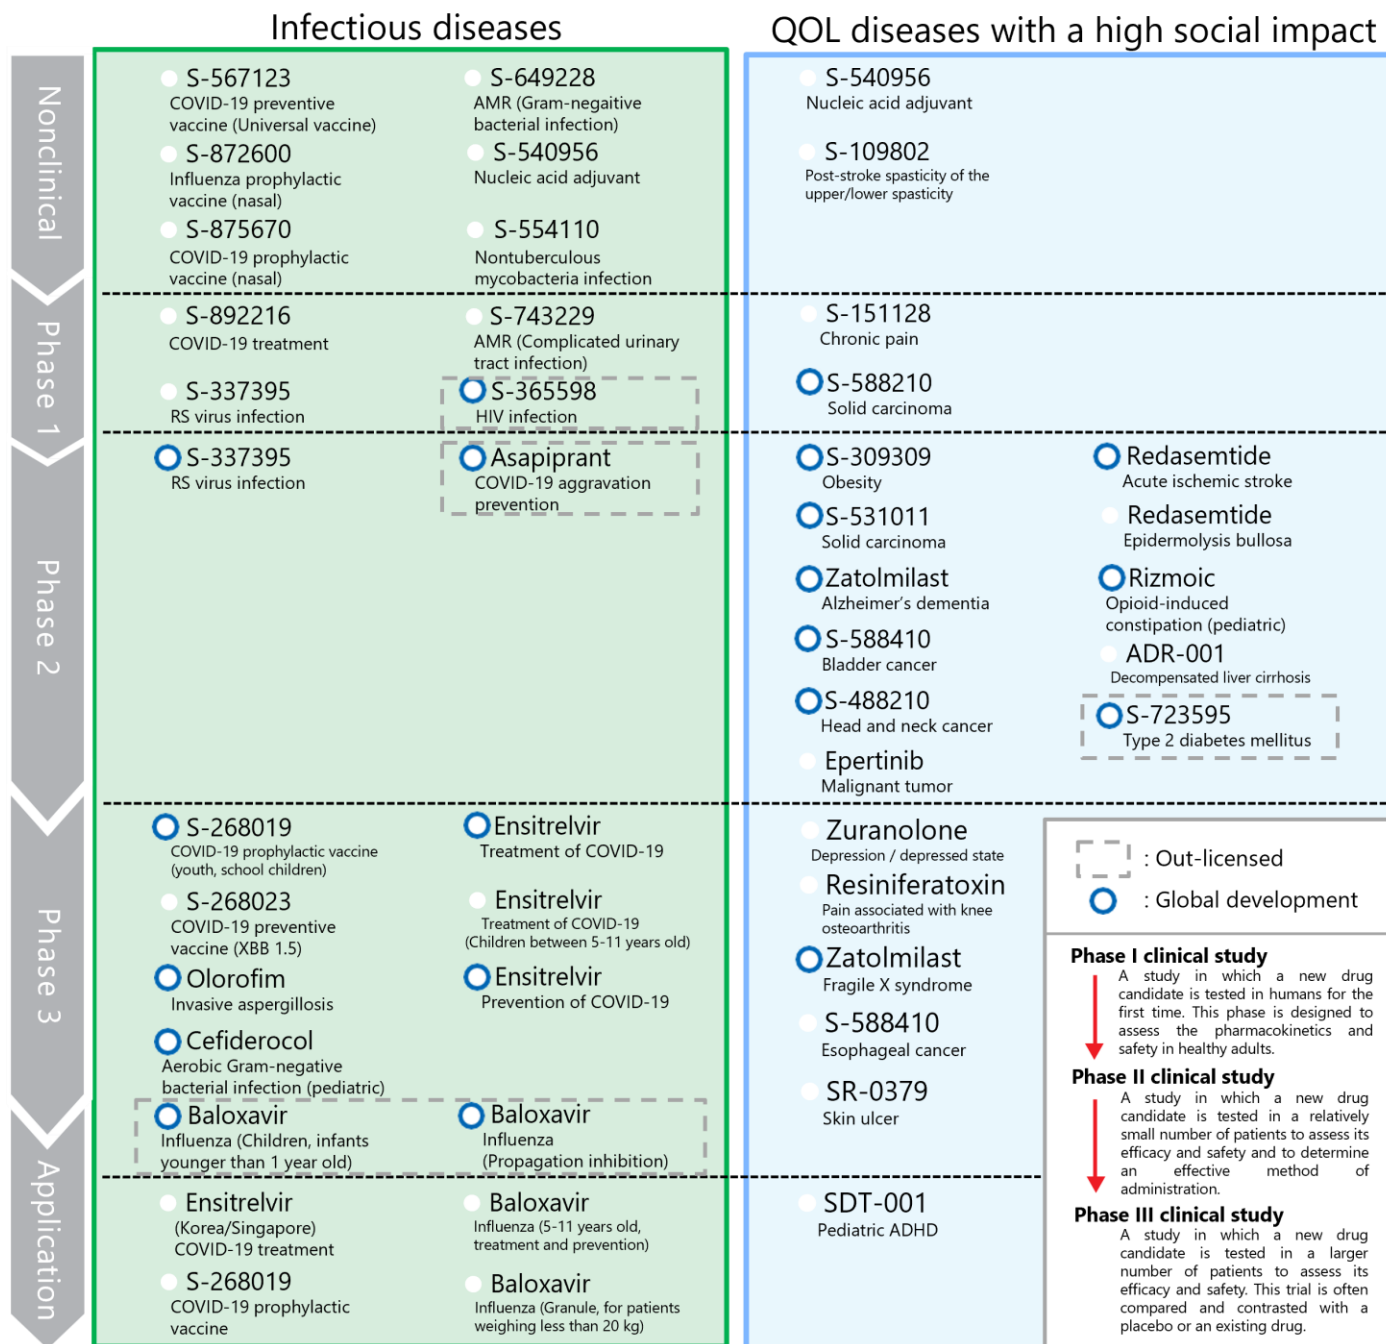 Infectious diseases
QOL diseases with a high social impact
Nonclinical
S-567123
COVID-19 preventive
vaccine (Universal vaccine)
S-649228
AMR (Gram-negaitive
bacterial infection)
S-872600
Influenza prophylactic
vaccine (nasal)
S-540956
Nucleic acid adjuvant
S-875670
COVID-19 prophylactic
vaccine (nasal)
S-554110
Nontuberculous
mycobacteria infection
S-540956
Nucleic acid adjuvant
S-109802
Post-stroke spasticity of the
upper/lower spasticity
Phase 1
S-892216
COVID-19 treatment
S-743229
AMR (Complicated urinary
tract infection)
S-337395
RS virus infection
S-365598
HIV infection
S-151128
Chronic pain
S-588210
Solid carcinoma
Phase 2
S-337395
RS virus infection
Asapiprant
COVID-19 aggravation
prevention
S-309309
Obesity
Redasemtide
Acute ischemic stroke
S-531011
Solid carcinoma
Redasemtide
Epidermolysis bullosa
Zatolmilast
Alzheimer's dementia
Rizmoic
Opioid-induced
constipation (pediatric)
S-588410
Bladder cancer
ADR-001
Decompensated liver cirrhosis
S-488210
Head and neck cancer
S-723595
Type 2 diabetes mellitus
Epertinib
Malignant tumor
Phase 3
S-268019
COVID-19 prophylactic vaccine
(youth, school children)
Ensitrelvir
Treatment of COVID-19
S-268023
COVID-19 preventive
vaccine (XBB 1.5)
Ensitrelvir
Treatment of COVID-19
(Children between 5-11 years old)
Olorofim
Invasive aspergillosis
Ensitrelvir
Prevention of COVID-19
Cefiderocol
Aerobic Gram-negative
bacterial infection (pediatric)
Baloxavir
Influenza (Children, infants
younger than 1 year old)
Baloxavir
Influenza
(Propagation inhibition)
Zuranolone
Depression / depressed state
Resiniferatoxin
Pain associated with knee
osteoarthritis
Zatolmilast
Fragile X syndrome
S-588410
Esophageal cancer
SR-0379
Skin ulcer
Application
Ensitrelvir
(Korea/Singapore)
COVID-19 treatment
Baloxavir
Influenza (5-11 years old,
treatment and prevention)
S-268019
COVID-19 prophylactic
vaccine
Baloxavir
Influenza (Granule, for patients
weighing less than 20 kg)
SDT-001
Pediatric ADHD
: Out-licensed
: Global development
Phase I clinical study
A study in which a new drug
candidate is tested in humans for the
first time. This phase is designed to
assess the pharmacokinetics and
safety in healthy adults.
Phase II clinical study
A study in which a new drug
candidate is tested in a relatively
small number of patients to assess its
efficacy and safety and to determine
an effective method of
administration.
Phase III clinical study
A study in which a new drug
candidate is tested in a larger
number of patients to assess its
efficacy and safety. This trial is often
compared and contrasted with a
placebo or an existing drug.